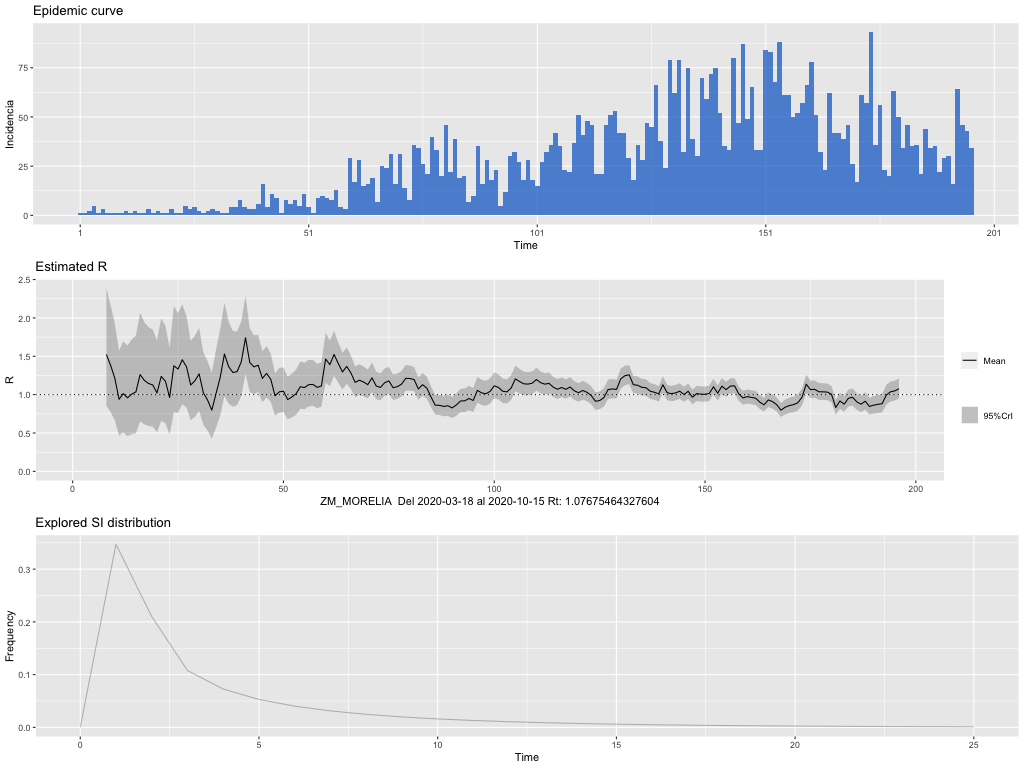 Epidemic curve
Incidencia
75
50
25
0
1 51 101 151 201
Time
Estimated R
R
2.5
2.0
1.5
1.0
0.5
0.0
0 50 100 150 200
ZM_MORELIA Del 2020-03-18 al 2020-10-15 Rt: 1.07675464327604
Mean
95%CrI
Explored SI distribution
Frequency
0.3
0.2
0.1
0.0
0 5 10 15 20 25
Time